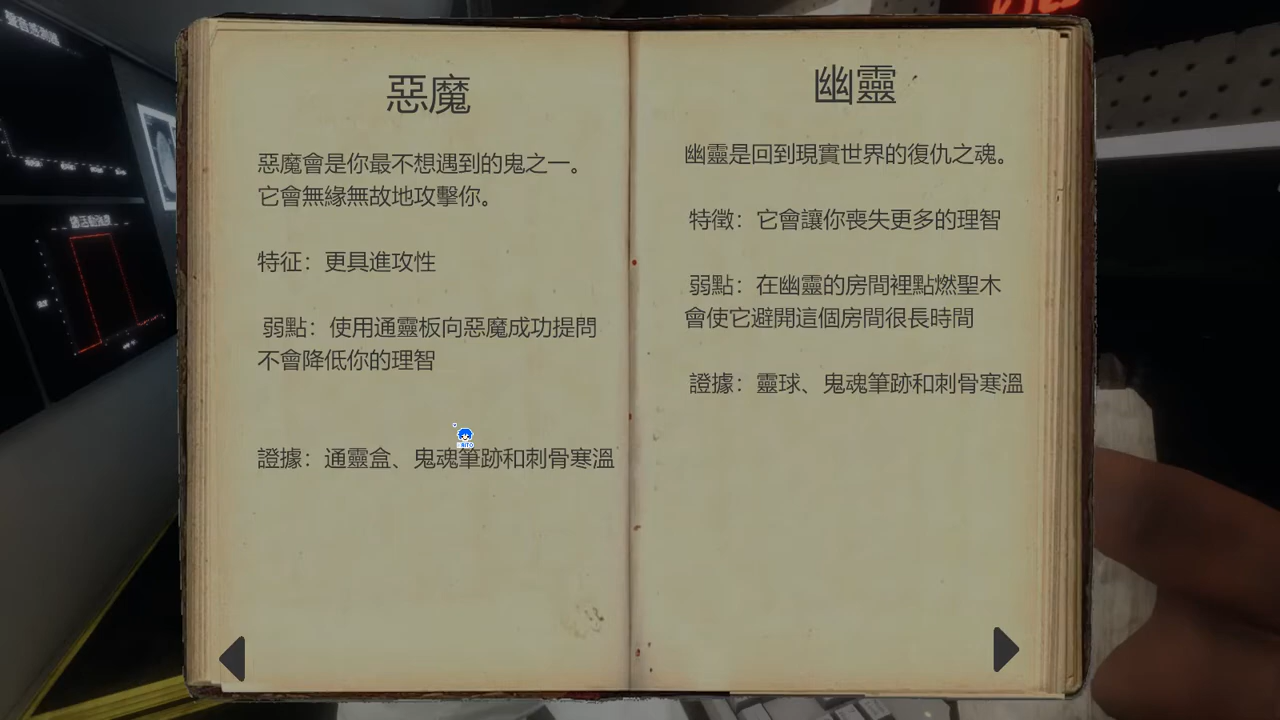 惡魔
惡魔會是你最不想遇到的鬼之一。
它會無緣無故地攻擊你。
特征：更具進攻性
弱點：使用通靈板向惡魔成功提問
不會降低你的理智
證據：通靈盒、鬼魂筆跡和刺骨寒溫
幽靈
幽靈是回到現實世界的復仇之魂。
特徵：它會讓你喪失更多的理智
弱點：在幽靈的房間裡點燃聖木
會使它避開這個房間很長時間
證據：靈球、鬼魂筆跡和刺骨寒溫